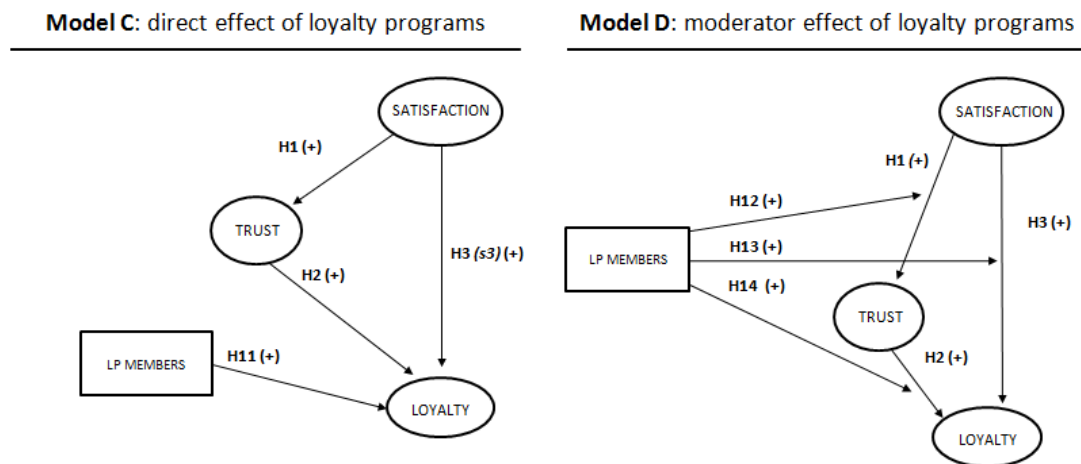 Model C: direct effect of loyalty programs
SATISFACTION
H1 (+)
TRUST
H2 (+)
H3 (s3) (+)
LP MEMBERS
H11 (+)
LOYALTY
Model D: moderator effect of loyalty programs
SATISFACTION
H1 (+)
H12 (+)
H3 (+)
LP MEMBERS
H13 (+)
H14 (+)
TRUST
H2 (+)
LOYALTY